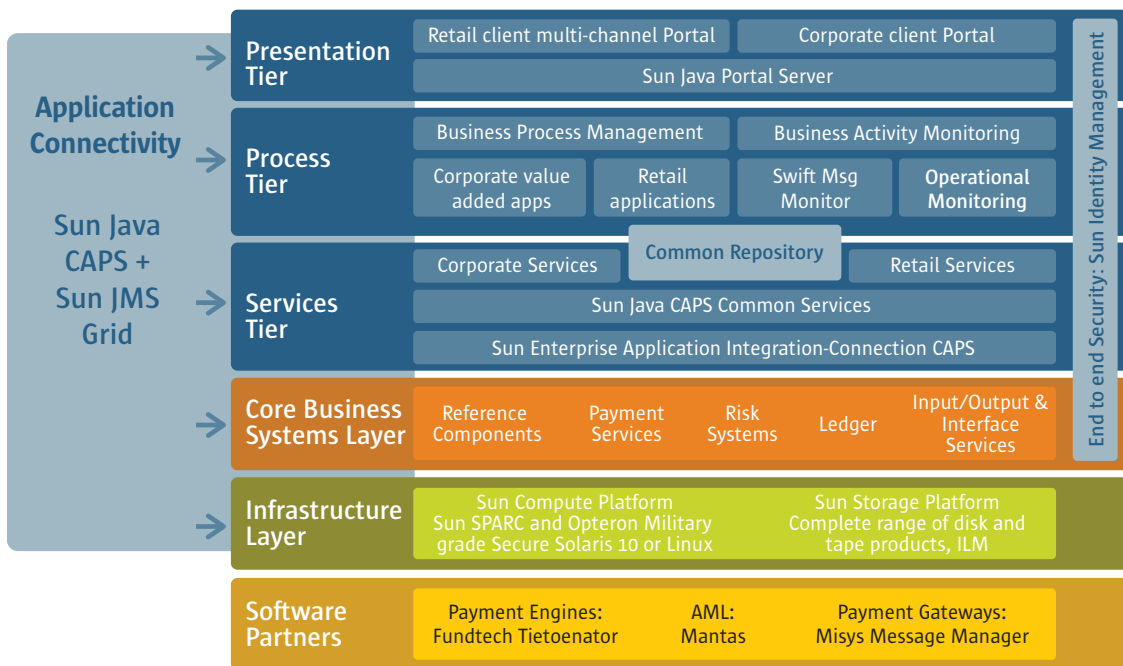 Application
Connectivity
Sun Java
CAPS +
Sun JMS
Grid
Presentation
Tier
Retail client multi-channel Portal
Corporate client Portal
Sun Java Portal Server
Process
Tier
Business Process Management
Business Activity Monitoring
Corporate value
added apps
Retail
applications
Swift Msg
Monitor
Operational
Monitoring
Common Repository
Services
Tier
Corporate Services
Retail Services
Sun Java CAPS Common Services
Sun Enterprise Application Integration-Connection CAPS
Core Business
Systems Layer
Reference
Components
Payment
Services
Risk
Systems
Ledger
Input/Output &
Interface
Services
Infrastructure
Layer
Sun Compute Platform
Sun SPARC and Opteron Military
grade Secure Solaris 10 or Linux
Sun Storage Platform
Complete range of disk and
tape products, ILM
Software
Partners
Payment Engines:
Fundtech Tietoenator
AML:
Mantas
Payment Gateways:
Misys Message Manager
End to end Security: Sun Identity Management